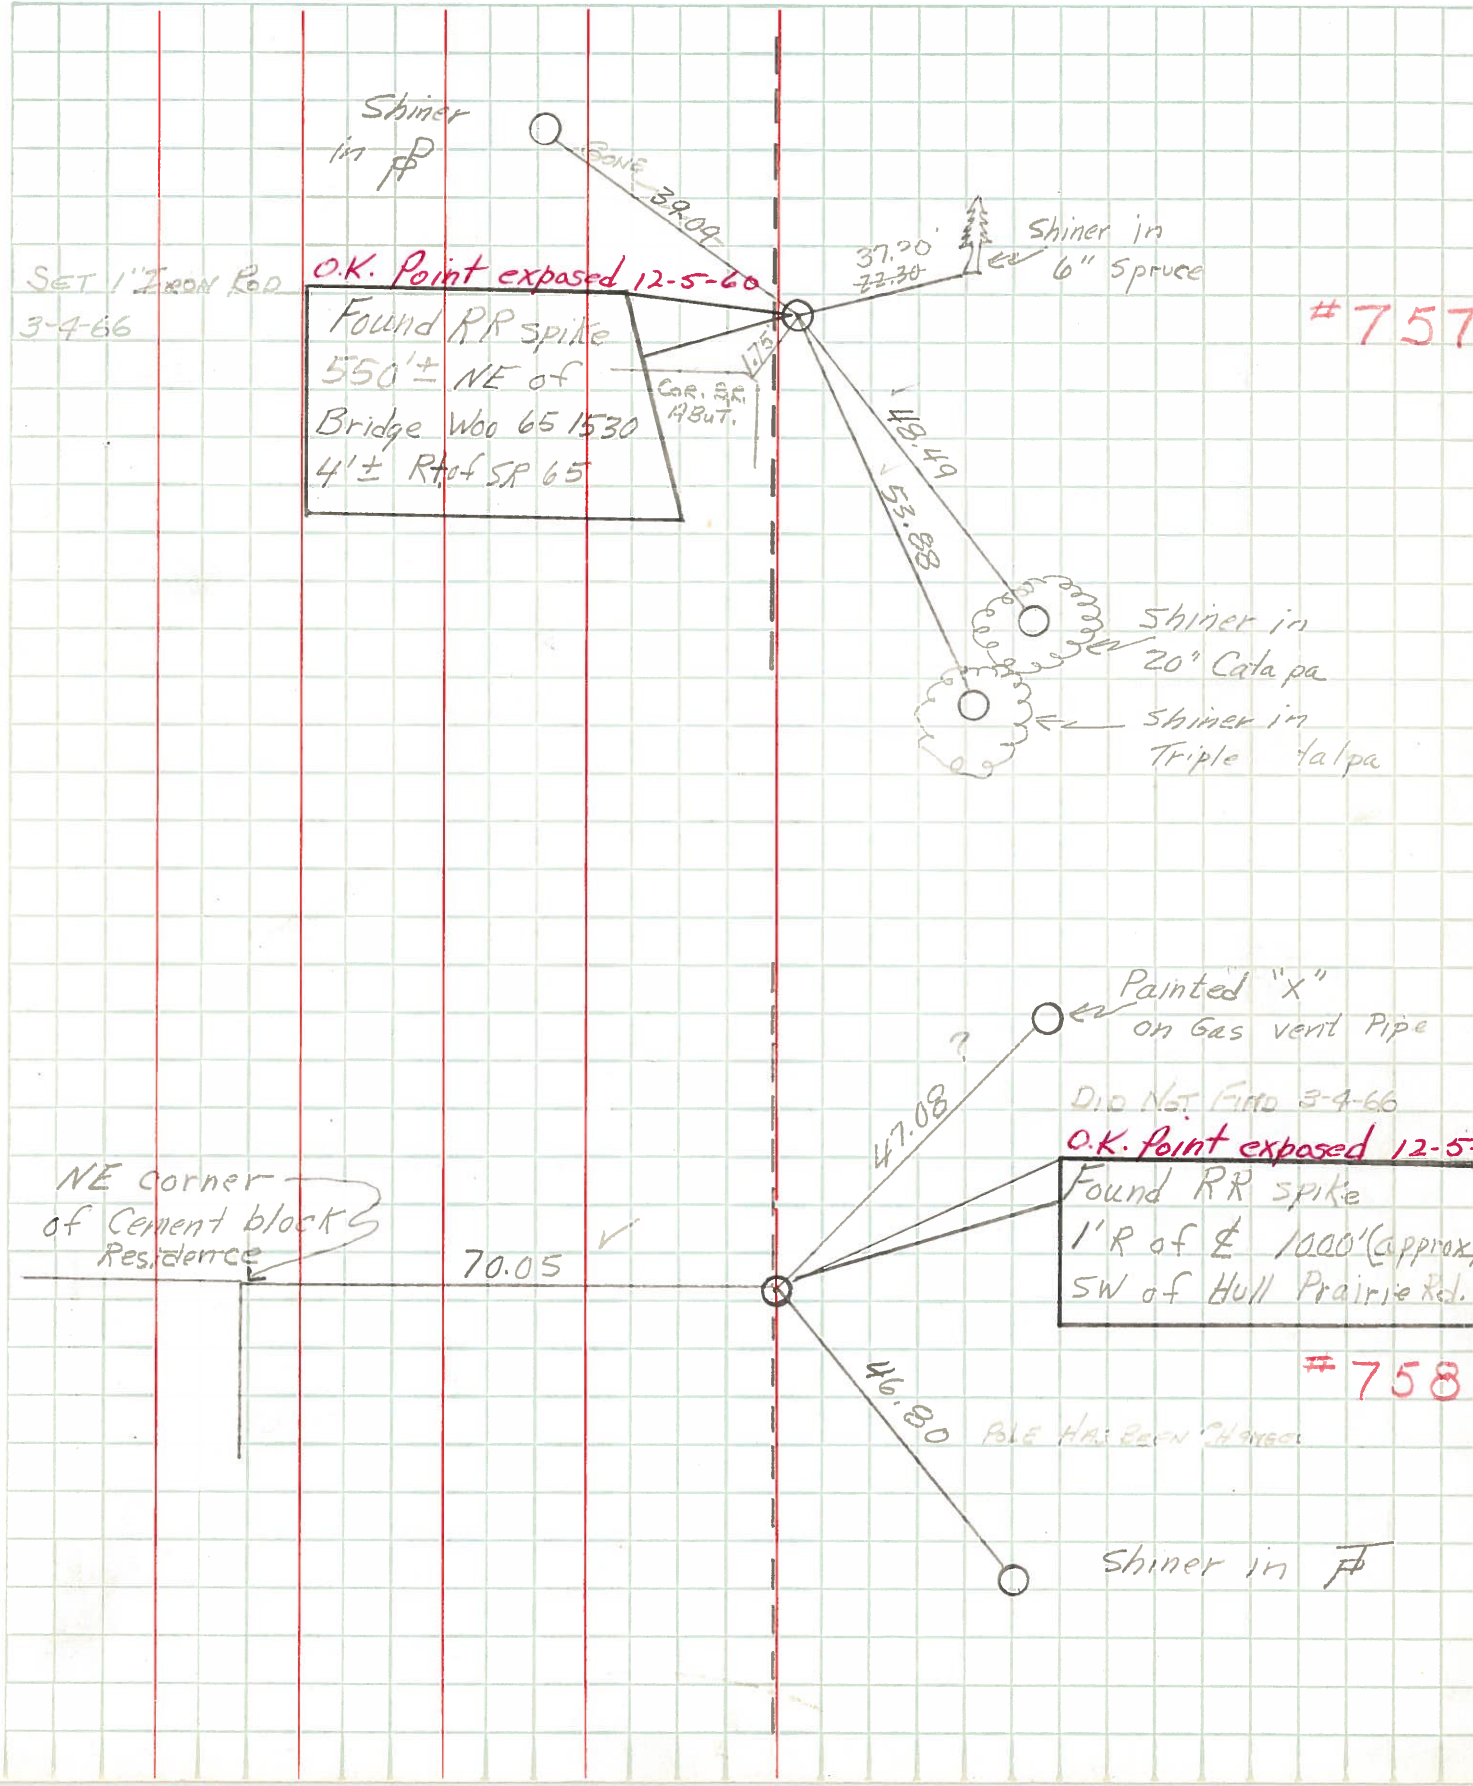 Shiner
in PP
GONE
39.09
37.20'
22.30
Shiner in
6" Spruce
SET 1" IRON ROD
3-4-66
O.K. Point exposed 12-5-60
#757
Found RR spike
550'± NE of
Bridge Woo 65 1530
4'± Rt of SR 65
1.75'
COR. BR.
ABUT.
48.49
53.88
Shiner in
20" Catapa
Shiner in
Triple talpa
Painted "X"
on Gas vent Pipe
?
47.08
DID NOT FIND 3-4-66
O.K. Point exposed 12-5-
Found RR spike
1' R of ℄ 1000' (approx
SW of Hull Prairie Rd.
NE corner
of Cement block
Residence
70.05 ✓
#758
46.80
POLE HAS BEEN CHANGED
Shiner in